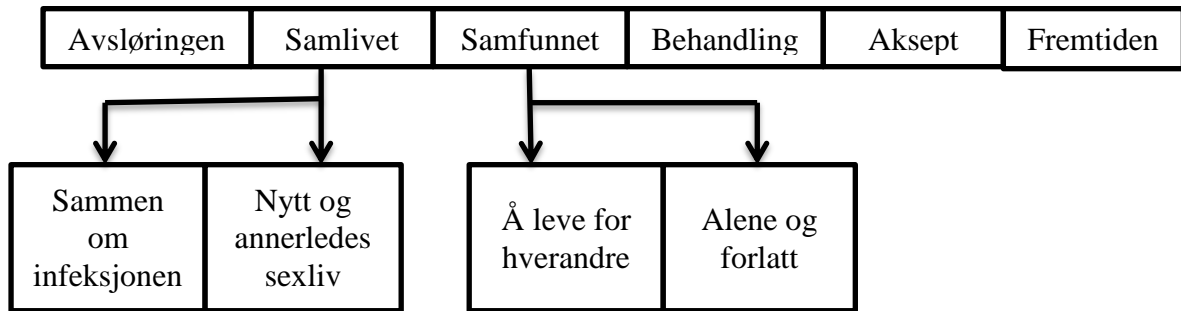 Avsløringen Samlivet Samfunnet Behandling Aksept Fremtiden
Sammen
om
infeksjonen
Nytt og
annerledes
sexliv
Å leve for
hverandre
Alene og
forlatt